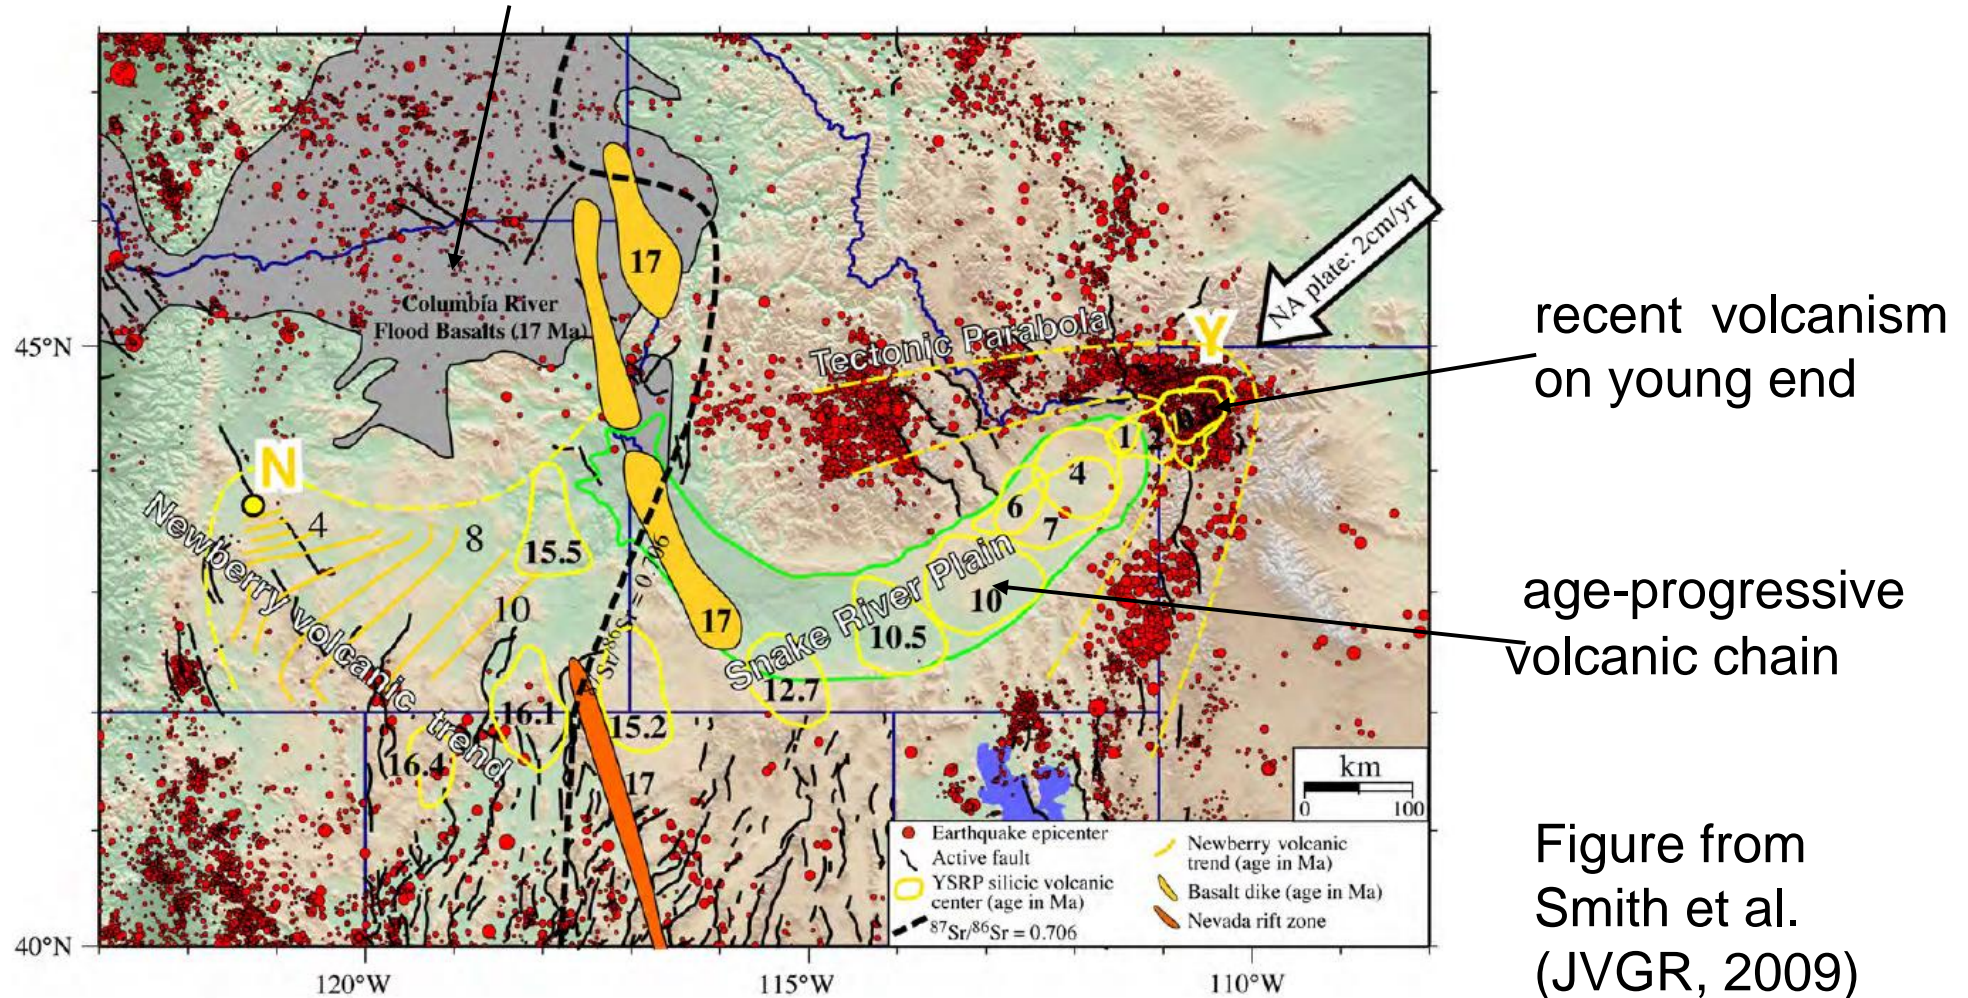 Columbia River
Flood Basalts (17 Ma)
17
NA plate: 2cm/yr
45°N
Tectonic Parabola
Y
recent volcanism
on young end
N
1
2
4
4
6
7
8
15.5
Newberry volcanic trend
87Sr/86Sr = 0.706
Snake River Plain
10
10
10.5
17
age-progressive
volcanic chain
12.7
16.1
15.2
16.4
17
km
0 100
Earthquake epicenter
Active fault
YSRP silicic volcanic
center (age in Ma)
87Sr/86Sr = 0.706
Newberry volcanic
trend (age in Ma)
Basalt dike (age in Ma)
Nevada rift zone
Figure from
Smith et al.
(JVGR, 2009)
40°N
120°W
115°W
110°W